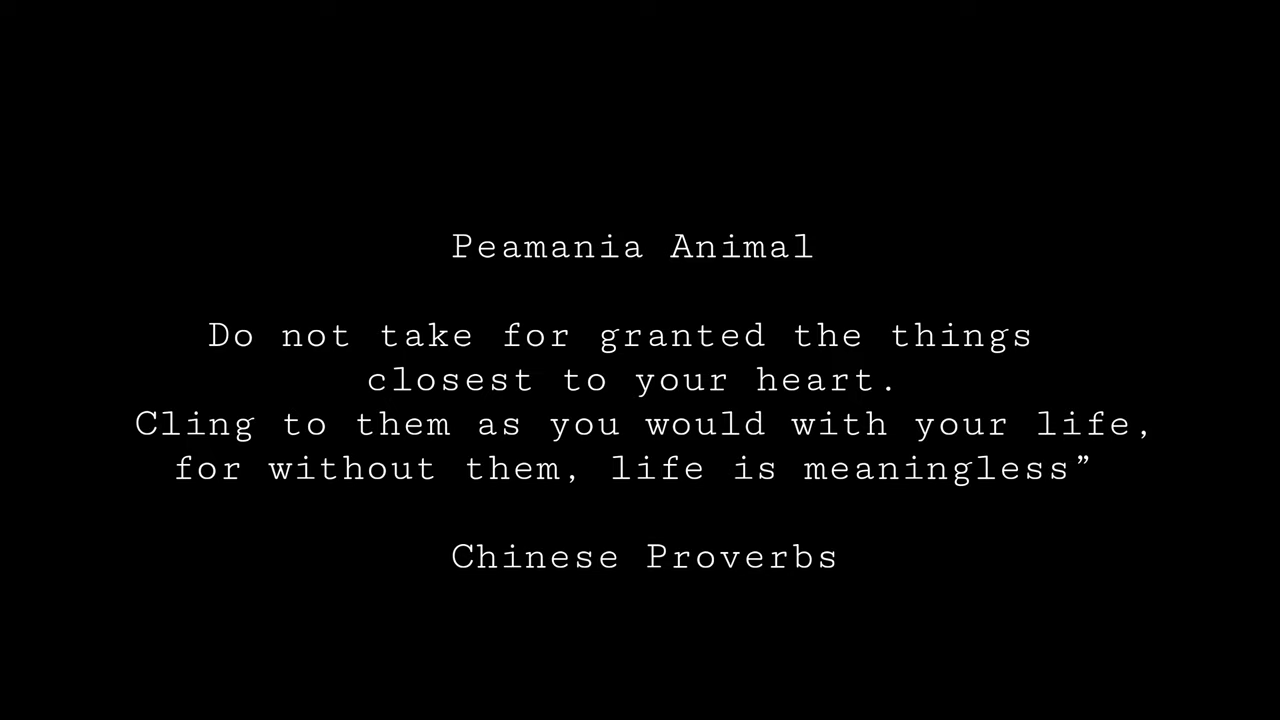 Peamania Animal
Do not take for granted the things
closest to your heart.
Cling to them as you would with your life,
for without them, life is meaningless”
Chinese Proverbs